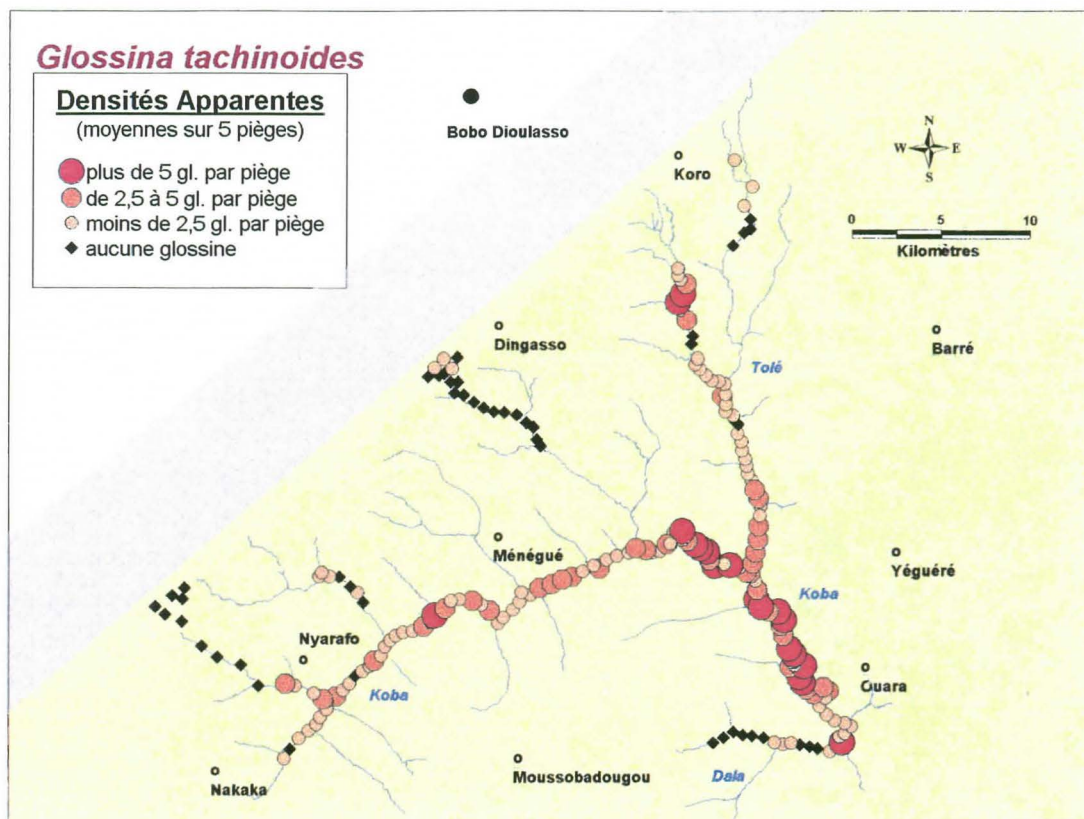 Glossina tachinoides
Densités Apparentes
(moyennes sur 5 pièges)
plus de 5 gl. par piège
de 2,5 à 5 gl. par piège
moins de 2,5 gl. par piège
aucune glossine
Bobo Dioulasso
Koro
N
W E
S
0 5 10
Kilomètres
Dingasso
Barré
Tolé
Ménégué
Yéguéré
Koba
Nyarafo
Koba
Ouara
Nakaka
Moussobadougou
Dala